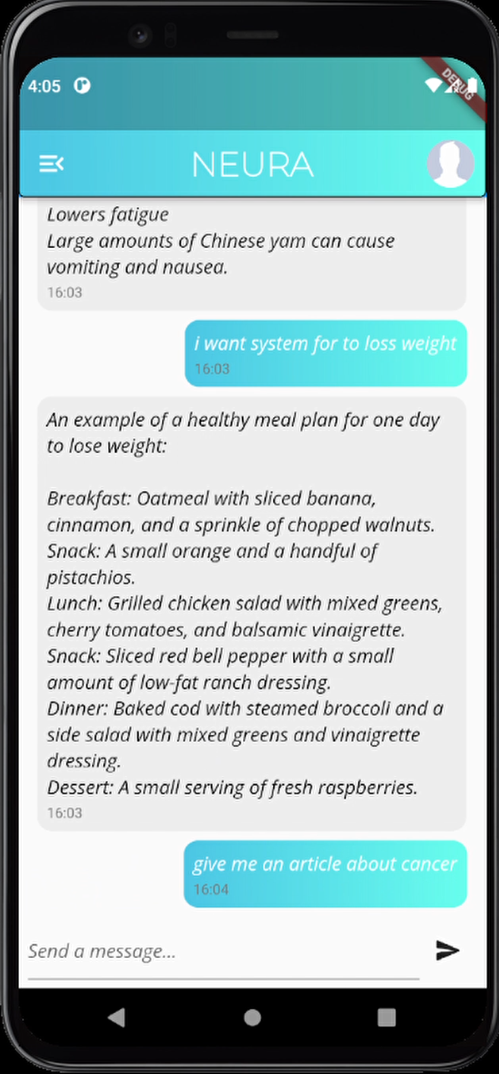 4:05
DEBUG
NEURA
Lowers fatigue
Large amounts of Chinese yam can cause
vomiting and nausea.
16:03
i want system for to loss weight
16:03
An example of a healthy meal plan for one day
to lose weight:
Breakfast: Oatmeal with sliced banana,
cinnamon, and a sprinkle of chopped walnuts.
Snack: A small orange and a handful of
pistachios.
Lunch: Grilled chicken salad with mixed greens,
cherry tomatoes, and balsamic vinaigrette.
Snack: Sliced red bell pepper with a small
amount of low-fat ranch dressing.
Dinner: Baked cod with steamed broccoli and a
side salad with mixed greens and vinaigrette
dressing.
Dessert: A small serving of fresh raspberries.
16:03
give me an article about cancer
16:04
Send a message...